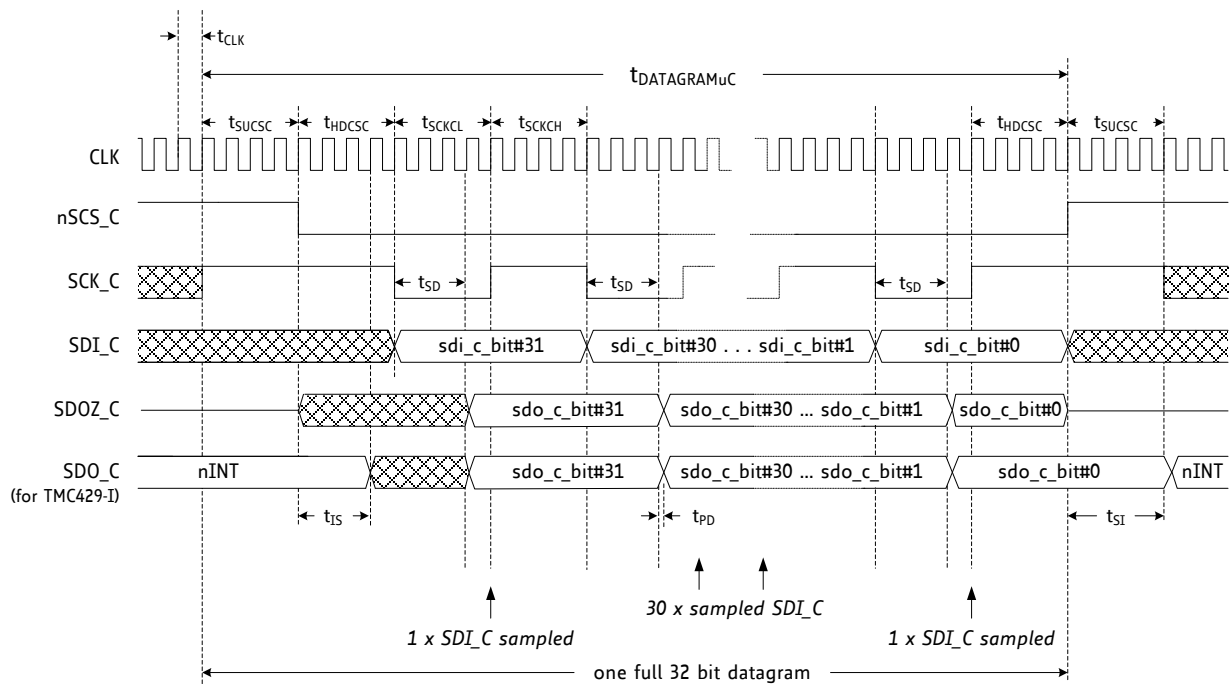 tCLK
tDATAGRAMuC
tSUCSC tHDCSC tSCKCL tSCKCH tHDCSC tSUCSC
CLK
nSCS_C
SCK_C tSD tSD tSD
SDI_C sdi_c_bit#31 sdi_c_bit#30 . . . sdi_c_bit#1 sdi_c_bit#0
SDOZ_C sdo_c_bit#31 sdo_c_bit#30 ... sdo_c_bit#1 sdo_c_bit#0
SDO_C nINT sdo_c_bit#31 sdo_c_bit#30 ... sdo_c_bit#1 sdo_c_bit#0 nINT
(for TMC429-I)
tIS tPD tSI
30 x sampled SDI_C
1 x SDI_C sampled 1 x SDI_C sampled
one full 32 bit datagram